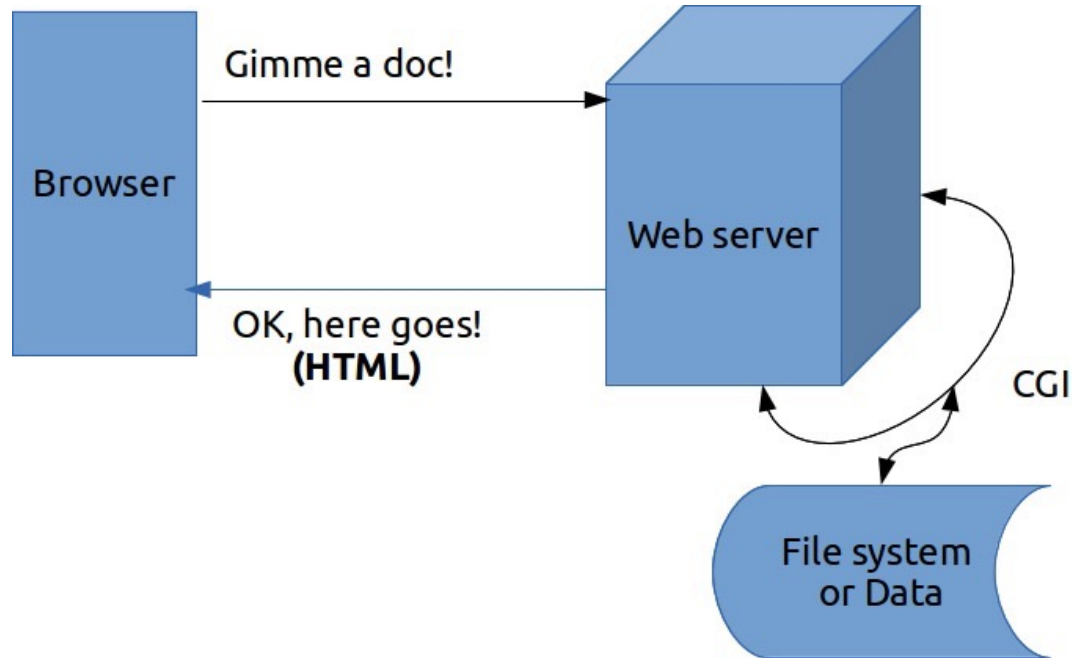 Gimme a doc!
Browser
Web server
OK, here goes!
(HTML)
CGI
File system
or Data